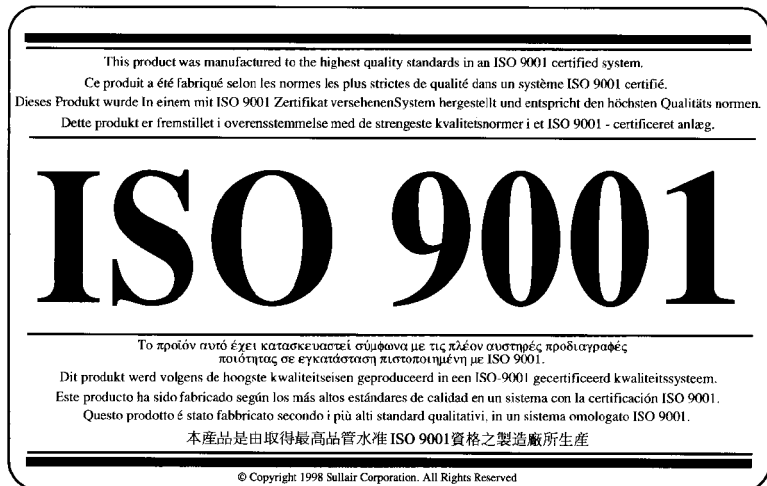 This product was manufactured to the highest quality standards in an ISO 9001 certified system.
Ce produit a été fabriqué selon les normes les plus strictes de qualité dans un système ISO 9001 certifié.
Dieses Produkt wurde In einem mit ISO 9001 Zertifikat versehenenSystem hergestellt und entspricht den höchsten Qualitäts normen.
Dette produkt er fremstillet i overensstemmelse med de strengeste kvalitetsnormer i et ISO 9001 - certificeret anlæg.
ISO 9001
Το προϊόν αυτό έχει κατασκευαστεί σύμφωνα με τις πλέον αυστηρές προδιαγραφές
ποιότητας σε εγκατάσταση πιστοποιημένη με ISO 9001.
Dit produkt werd volgens de hoogste kwaliteitseisen geproduceerd in een ISO-9001 gecertificeerd kwaliteitssysteem.
Este producto ha sido fabricado según los más altos estándares de calidad en un sistema con la certificación ISO 9001.
Questo prodotto é stato fabbricato secondo i più alti standard qualitativi, in un sistema omologato ISO 9001.
本產品是由取得最高品管水准 ISO 9001資格之製造廠所生産
© Copyright 1998 Sullair Corporation. All Rights Reserved